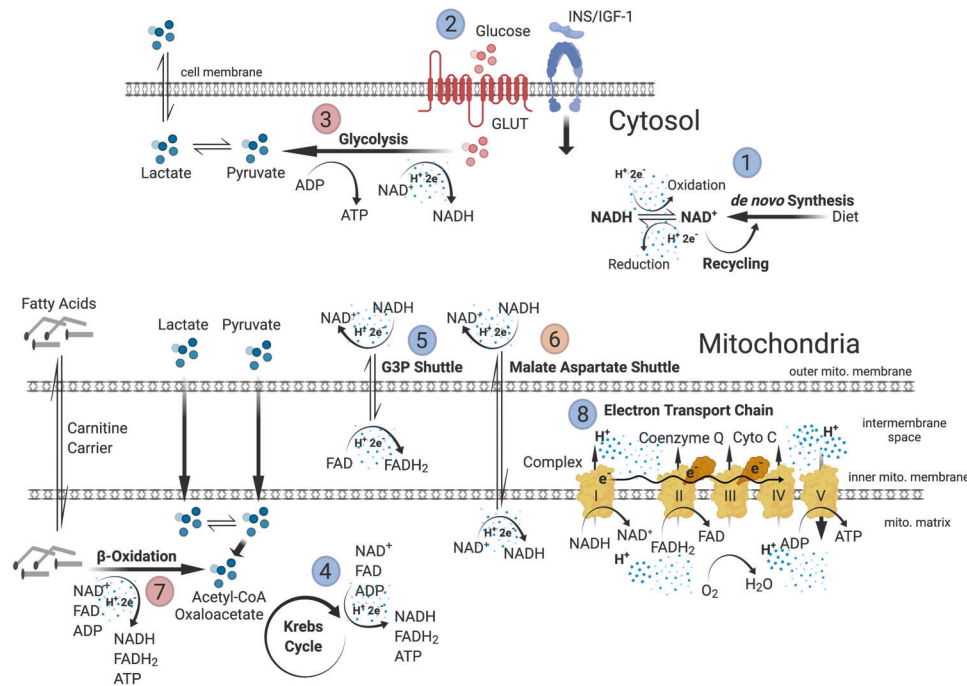 INS/IGF-1
2
Glucose
cell membrane
GLUT
Cytosol
3
Glycolysis
Lactate
Pyruvate
ADP
ATP
NAD⁺
H⁺ 2e⁻
NADH
1
H⁺ 2e⁻
Oxidation
de novo Synthesis
NADH
NAD⁺
Diet
H⁺ 2e⁻
Reduction
Recycling
Fatty Acids
Lactate
Pyruvate
NAD⁺
NADH
H⁺ 2e⁻
5
G3P Shuttle
NAD⁺
NADH
H⁺ 2e⁻
6
Malate Aspartate Shuttle
Mitochondria
outer mito. membrane
Carnitine
Carrier
H⁺ 2e⁻
FAD
FADH₂
8
Electron Transport Chain
H⁺
Coenzyme Q
Cyto C
H⁺
intermembrane
space
Complex
e⁻
e⁻
e⁻
inner mito. membrane
I
II
III
IV
V
mito. matrix
NADH
NAD⁺
FADH₂
FAD
H⁺
ADP
ATP
H⁺
O₂
H₂O
H⁺ 2e⁻
NAD⁺
NADH
β-Oxidation
7
NAD⁺
H⁺ 2e⁻
FAD
ADP
NADH
FADH₂
ATP
Acetyl-CoA
Oxaloacetate
4
NAD⁺
FAD
ADP
H⁺ 2e⁻
Krebs
Cycle
NADH
FADH₂
ATP